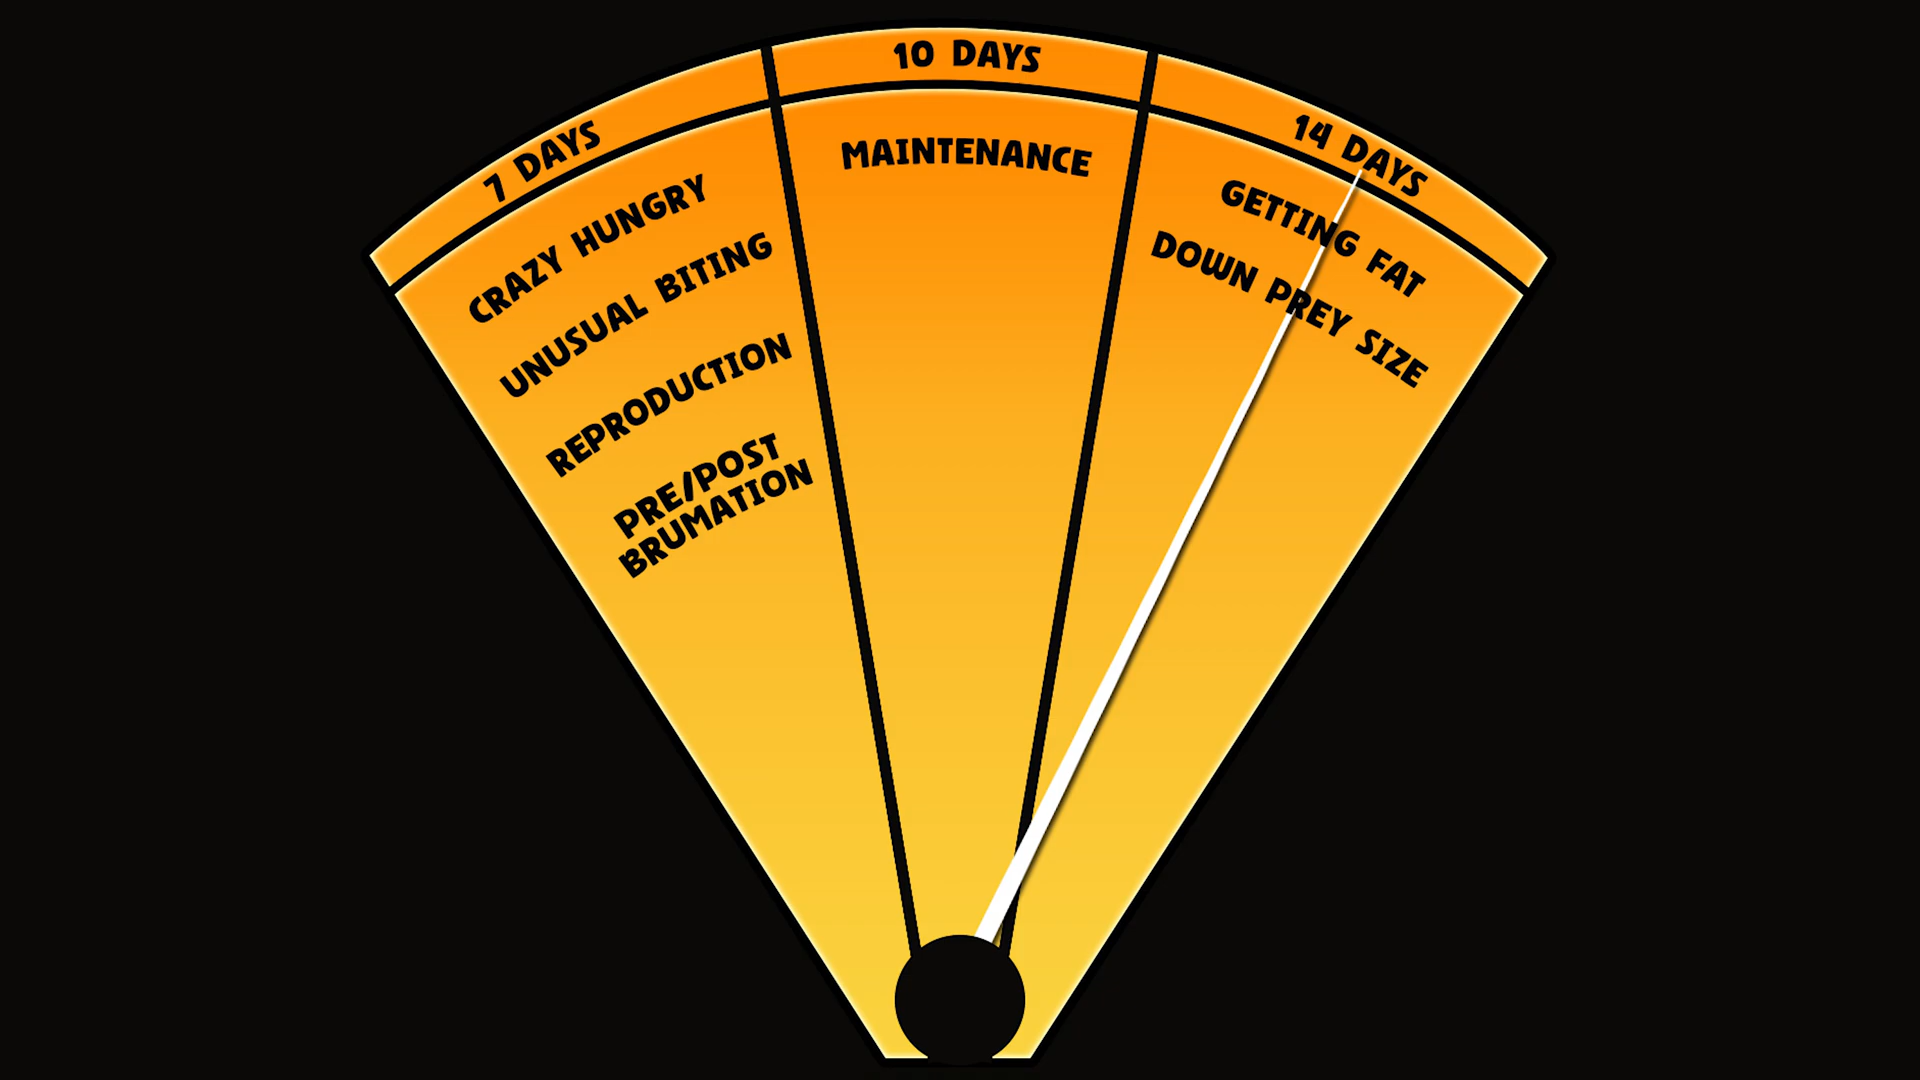 7 DAYS
CRAZY HUNGRY
UNUSUAL BITING
REPRODUCTION
PRE/POST
BRUMATION
10 DAYS
MAINTENANCE
14 DAYS
GETTING FAT
DOWN PREY SIZE